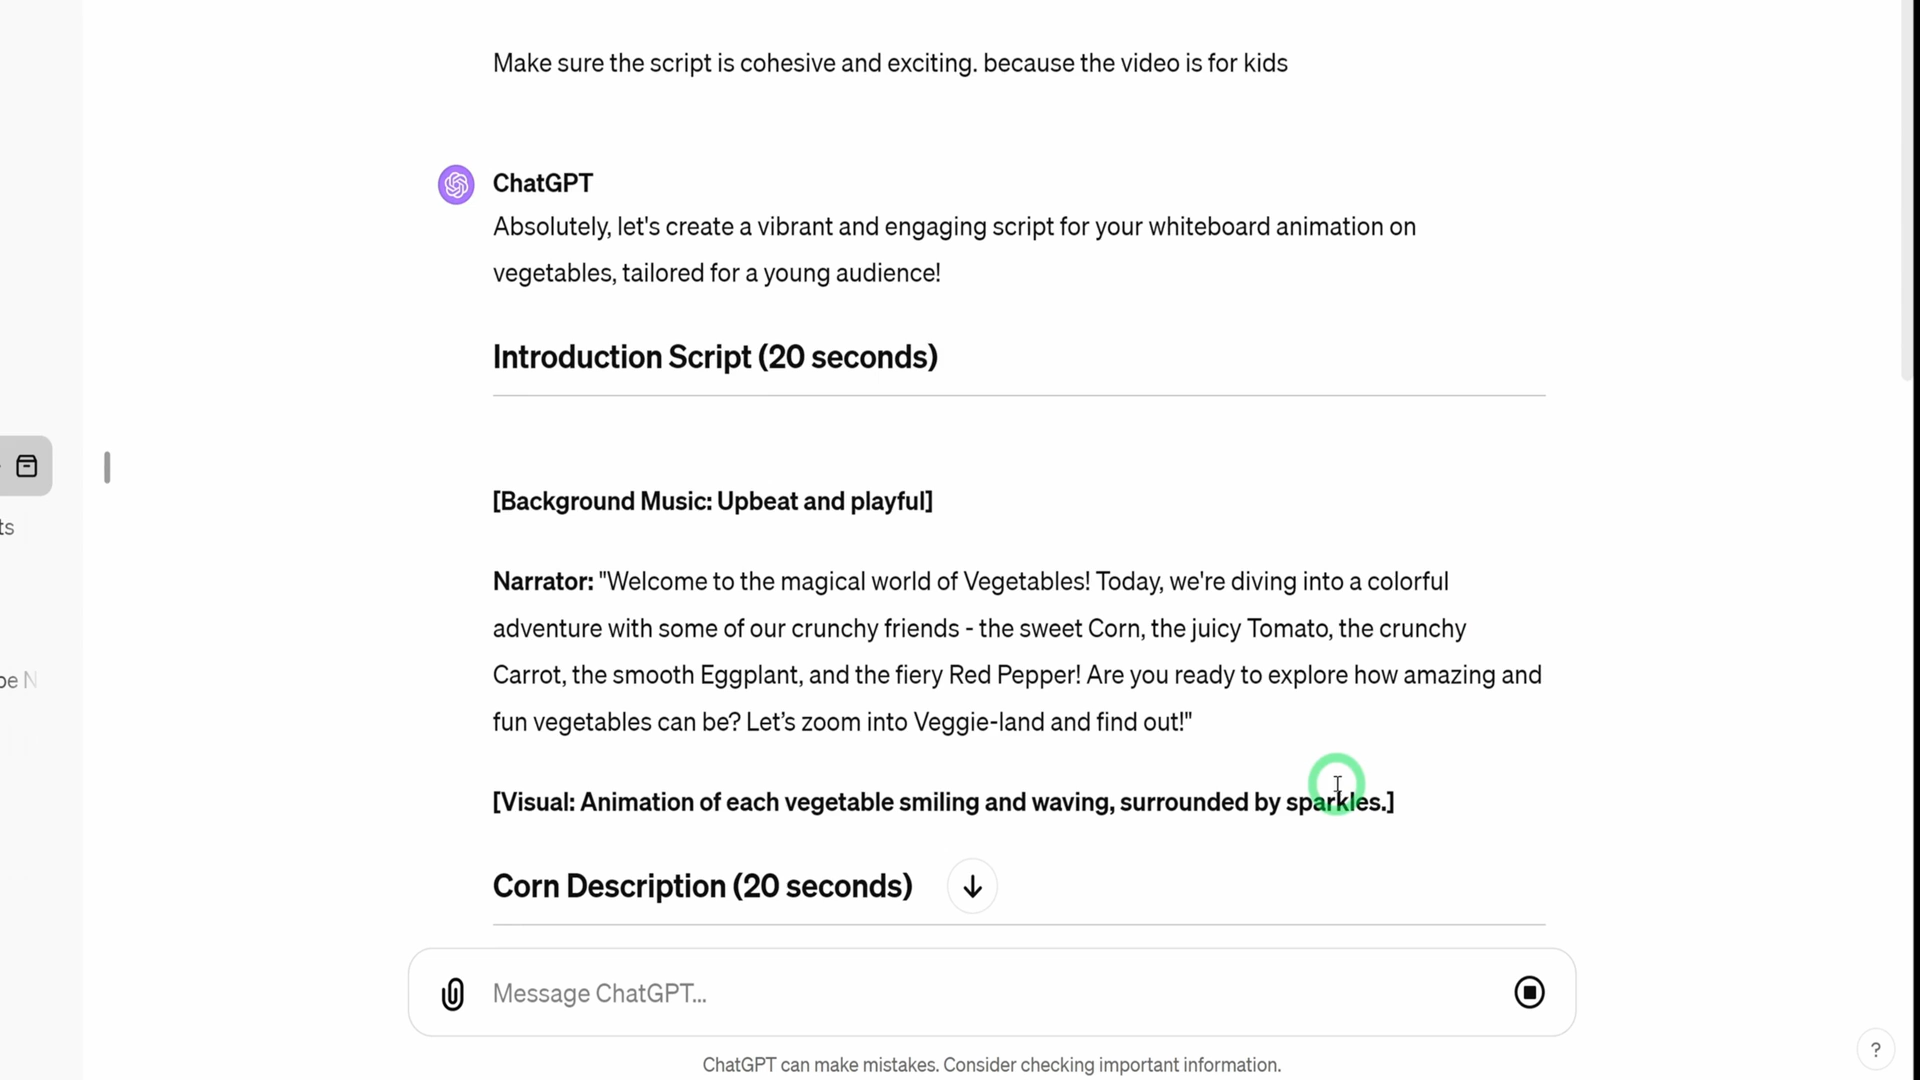 Make sure the script is cohesive and exciting. because the video is for kids
ChatGPT
Absolutely, let's create a vibrant and engaging script for your whiteboard animation on
vegetables, tailored for a young audience!
Introduction Script (20 seconds)
[Background Music: Upbeat and playful]
ts
Narrator: "Welcome to the magical world of Vegetables! Today, we're diving into a colorful
adventure with some of our crunchy friends - the sweet Corn, the juicy Tomato, the crunchy
Carrot, the smooth Eggplant, and the fiery Red Pepper! Are you ready to explore how amazing and
pe N
fun vegetables can be? Let’s zoom into Veggie-land and find out!"
[Visual: Animation of each vegetable smiling and waving, surrounded by sparkles.]
Corn Description (20 seconds)
Message ChatGPT...
ChatGPT can make mistakes. Consider checking important information.
?